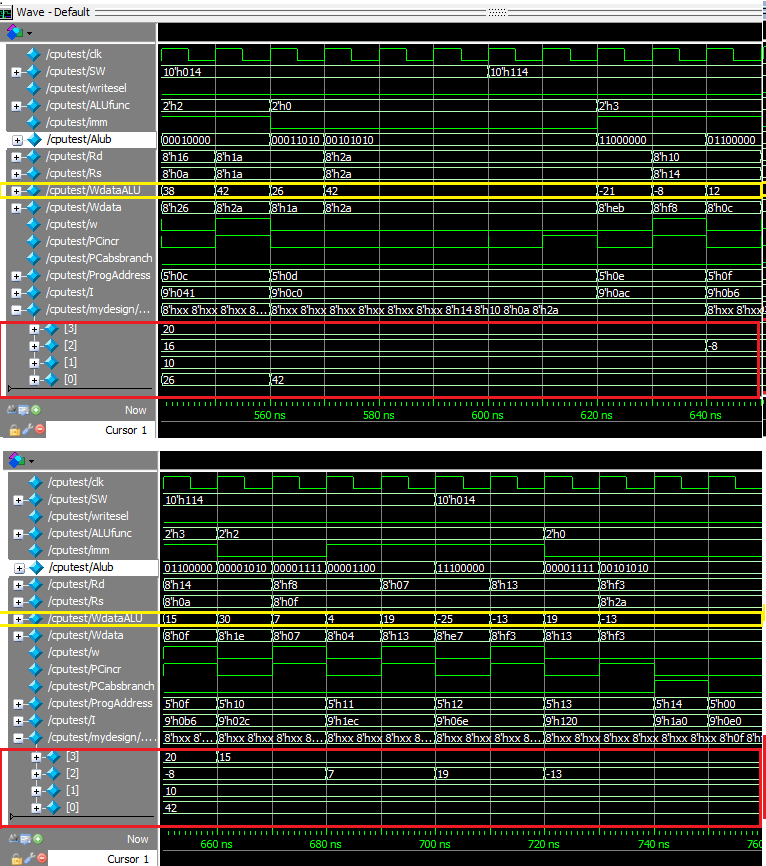 Wave - Default
/cputest/clk
/cputest/SW 10'h014 10'h114
/cputest/writesel
/cputest/ALUfunc 2'h2 2'h0 2'h3
/cputest/imm
/cputest/Alub 00010000 00011010 00101010 11000000 01100000
/cputest/Rd 8'h16 8'h1a 8'h2a 8'h10
/cputest/Rs 8'h0a 8'h1a 8'h2a 8'h14
/cputest/WdataALU 38 42 26 42 -21 -8 12
/cputest/Wdata 8'h26 8'h2a 8'h1a 8'h2a 8'heb 8'hf8 8'h0c
/cputest/w
/cputest/PCincr
/cputest/PCabsbranch
/cputest/ProgAddress 5'h0c 5'h0d 5'h0e 5'h0f
/cputest/I 9'h041 9'h0c0 9'h0ac 9'h0b6
/cputest/mydesign/... 8'hxx 8'hxx 8'hxx 8... 8'hxx 8'hxx 8'hxx 8'hxx 8'hxx 8'h14 8'h10 8'h0a 8'h2a 8'hxx 8'hxx
[3] 20
[2] 16 -8
[1] 10
[0] 26 42
Now 560 ns 580 ns 600 ns 620 ns 640 ns
Cursor 1
/cputest/clk
/cputest/SW 10'h114 10'h014
/cputest/writesel
/cputest/ALUfunc 2'h3 2'h2 2'h0
/cputest/imm
/cputest/Alub 01100000 00001010 00001111 00001100 11100000 00001111 00101010
/cputest/Rd 8'h14 8'hf8 8'h07 8'h13 8'hf3
/cputest/Rs 8'h0a 8'h0f 8'h2a
/cputest/WdataALU 15 30 7 4 19 -25 -13 19 -13
/cputest/Wdata 8'h0f 8'h1e 8'h07 8'h04 8'h13 8'he7 8'hf3 8'h13 8'hf3
/cputest/w
/cputest/PCincr
/cputest/PCabsbranch
/cputest/ProgAddress 5'h0f 5'h10 5'h11 5'h12 5'h13 5'h14 5'h00
/cputest/I 9'h0b6 9'h02c 9'h1ec 9'h06e 9'h120 9'h1a0 9'h0e0
/cputest/mydesign/... 8'hxx 8'... 8'hxx 8'hxx 8'hxx 8... 8'hxx 8'hxx 8'hxx 8... 8'hxx 8'hxx 8'hxx 8... 8'hxx 8'hxx 8'hxx 8'hxx 8'hxx 8'h0f 8'h
[3] 20 15
[2] -8 7 19 -13
[1] 10
[0] 42
Now 660 ns 680 ns 700 ns 720 ns 740 ns 760
Cursor 1